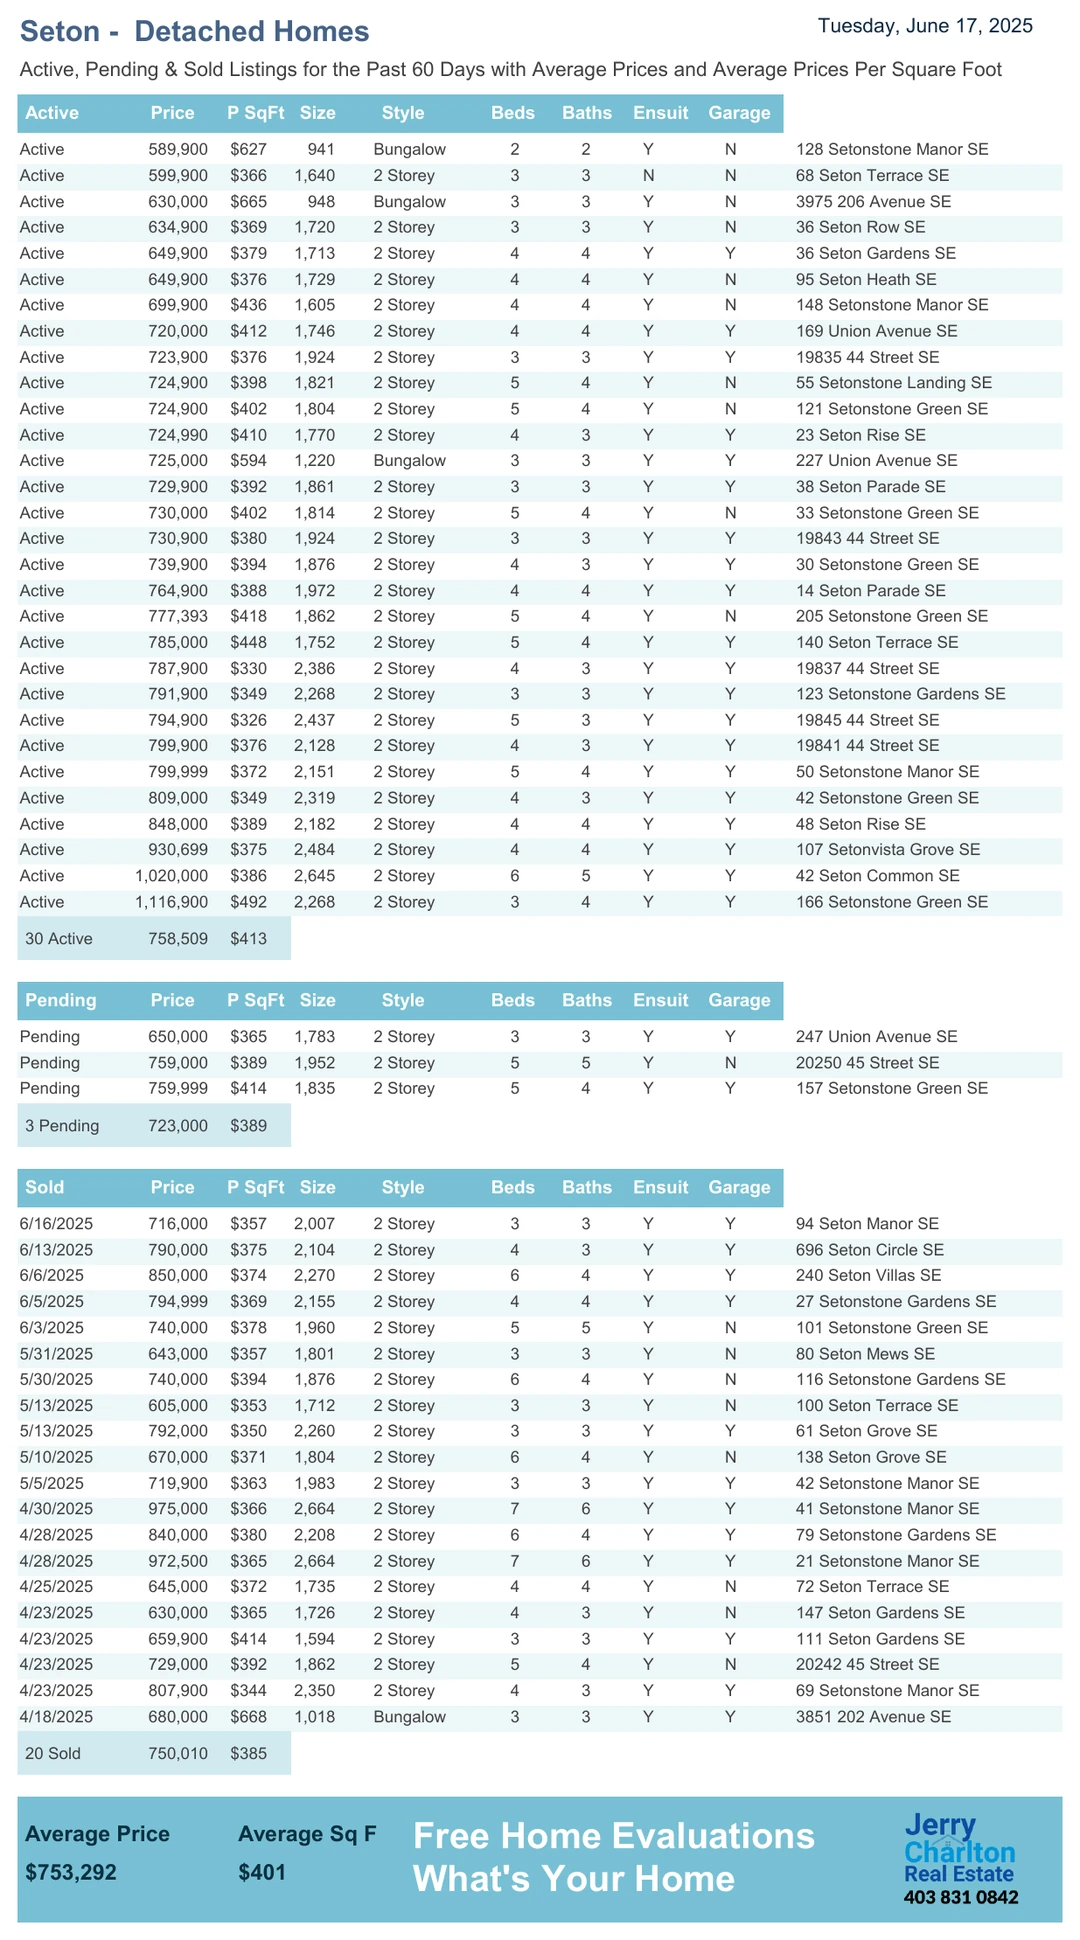 Seton - Detached Homes
Tuesday, June 17, 2025
Active, Pending & Sold Listings for the Past 60 Days with Average Prices and Average Prices Per Square Foot
Active Price P SqFt Size Style Beds Baths Ensuit Garage
Active 589,900 $627 941 Bungalow 2 2 Y N 128 Setonstone Manor SE
Active 599,900 $366 1,640 2 Storey 3 3 N N 68 Seton Terrace SE
Active 630,000 $665 948 Bungalow 3 3 Y N 3975 206 Avenue SE
Active 634,900 $369 1,720 2 Storey 3 3 Y N 36 Seton Row SE
Active 649,900 $379 1,713 2 Storey 4 4 Y Y 36 Seton Gardens SE
Active 649,900 $376 1,729 2 Storey 4 4 Y N 95 Seton Heath SE
Active 699,900 $436 1,605 2 Storey 4 4 Y N 148 Setonstone Manor SE
Active 720,000 $412 1,746 2 Storey 4 4 Y Y 169 Union Avenue SE
Active 723,900 $376 1,924 2 Storey 3 3 Y Y 19835 44 Street SE
Active 724,900 $398 1,821 2 Storey 5 4 Y N 55 Setonstone Landing SE
Active 724,900 $402 1,804 2 Storey 5 4 Y N 121 Setonstone Green SE
Active 724,990 $410 1,770 2 Storey 4 3 Y Y 23 Seton Rise SE
Active 725,000 $594 1,220 Bungalow 3 3 Y Y 227 Union Avenue SE
Active 729,900 $392 1,861 2 Storey 3 3 Y Y 38 Seton Parade SE
Active 730,000 $402 1,814 2 Storey 5 4 Y N 33 Setonstone Green SE
Active 730,900 $380 1,924 2 Storey 3 3 Y Y 19843 44 Street SE
Active 739,900 $394 1,876 2 Storey 4 3 Y Y 30 Setonstone Green SE
Active 764,900 $388 1,972 2 Storey 4 4 Y Y 14 Seton Parade SE
Active 777,393 $418 1,862 2 Storey 5 4 Y N 205 Setonstone Green SE
Active 785,000 $448 1,752 2 Storey 5 4 Y Y 140 Seton Terrace SE
Active 787,900 $330 2,386 2 Storey 4 3 Y Y 19837 44 Street SE
Active 791,900 $349 2,268 2 Storey 3 3 Y Y 123 Setonstone Gardens SE
Active 794,900 $326 2,437 2 Storey 5 3 Y Y 19845 44 Street SE
Active 799,900 $376 2,128 2 Storey 4 3 Y Y 19841 44 Street SE
Active 799,999 $372 2,151 2 Storey 5 4 Y Y 50 Setonstone Manor SE
Active 809,000 $349 2,319 2 Storey 4 3 Y Y 42 Setonstone Green SE
Active 848,000 $389 2,182 2 Storey 4 4 Y Y 48 Seton Rise SE
Active 930,699 $375 2,484 2 Storey 4 4 Y Y 107 Setonvista Grove SE
Active 1,020,000 $386 2,645 2 Storey 6 5 Y Y 42 Seton Common SE
Active 1,116,900 $492 2,268 2 Storey 3 4 Y Y 166 Setonstone Green SE
30 Active 758,509 $413
Pending Price P SqFt Size Style Beds Baths Ensuit Garage
Pending 650,000 $365 1,783 2 Storey 3 3 Y Y 247 Union Avenue SE
Pending 759,000 $389 1,952 2 Storey 5 5 Y N 20250 45 Street SE
Pending 759,999 $414 1,835 2 Storey 5 4 Y Y 157 Setonstone Green SE
3 Pending 723,000 $389
Sold Price P SqFt Size Style Beds Baths Ensuit Garage
6/16/2025 716,000 $357 2,007 2 Storey 3 3 Y Y 94 Seton Manor SE
6/13/2025 790,000 $375 2,104 2 Storey 4 3 Y Y 696 Seton Circle SE
6/6/2025 850,000 $374 2,270 2 Storey 6 4 Y Y 240 Seton Villas SE
6/5/2025 794,999 $369 2,155 2 Storey 4 4 Y Y 27 Setonstone Gardens SE
6/3/2025 740,000 $378 1,960 2 Storey 5 5 Y N 101 Setonstone Green SE
5/31/2025 643,000 $357 1,801 2 Storey 3 3 Y N 80 Seton Mews SE
5/30/2025 740,000 $394 1,876 2 Storey 6 4 Y N 116 Setonstone Gardens SE
5/13/2025 605,000 $353 1,712 2 Storey 3 3 Y N 100 Seton Terrace SE
5/13/2025 792,000 $350 2,260 2 Storey 3 3 Y Y 61 Seton Grove SE
5/10/2025 670,000 $371 1,804 2 Storey 6 4 Y N 138 Seton Grove SE
5/5/2025 719,900 $363 1,983 2 Storey 3 3 Y Y 42 Setonstone Manor SE
4/30/2025 975,000 $366 2,664 2 Storey 7 6 Y Y 41 Setonstone Manor SE
4/28/2025 840,000 $380 2,208 2 Storey 6 4 Y Y 79 Setonstone Gardens SE
4/28/2025 972,500 $365 2,664 2 Storey 7 6 Y Y 21 Setonstone Manor SE
4/25/2025 645,000 $372 1,735 2 Storey 4 4 Y N 72 Seton Terrace SE
4/23/2025 630,000 $365 1,726 2 Storey 4 3 Y N 147 Seton Gardens SE
4/23/2025 659,900 $414 1,594 2 Storey 3 3 Y Y 111 Seton Gardens SE
4/23/2025 729,000 $392 1,862 2 Storey 5 4 Y N 20242 45 Street SE
4/23/2025 807,900 $344 2,350 2 Storey 4 3 Y Y 69 Setonstone Manor SE
4/18/2025 680,000 $668 1,018 Bungalow 3 3 Y Y 3851 202 Avenue SE
20 Sold 750,010 $385
Average Price Average Sq F
$753,292 $401
Free Home Evaluations
What's Your Home
Jerry
Charlton
Real Estate
403 831 0842